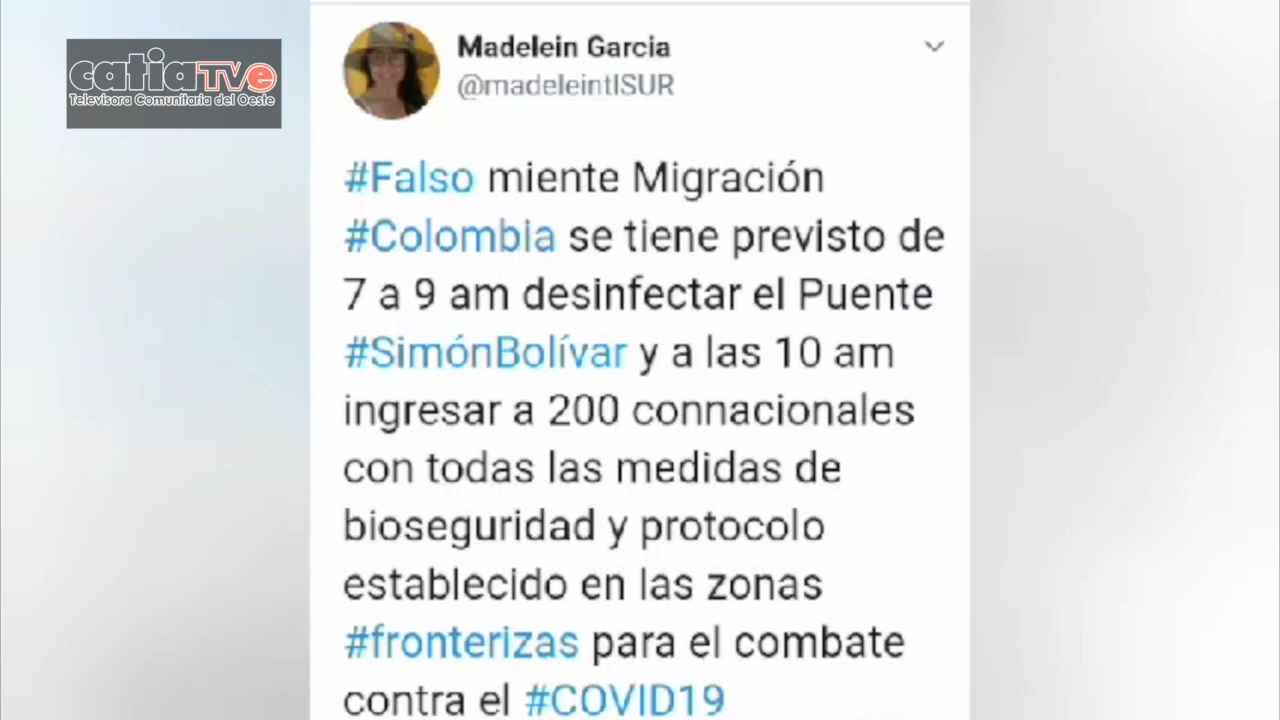 catiaTVe
Televisora Comunitaria del Oeste
Madelein Garcia
@madeleintlSUR
#Falso miente Migración
#Colombia se tiene previsto de
7 a 9 am desinfectar el Puente
#SimónBolívar y a las 10 am
ingresar a 200 connacionales
con todas las medidas de
bioseguridad y protocolo
establecido en las zonas
#fronterizas para el combate
contra el #COVID19